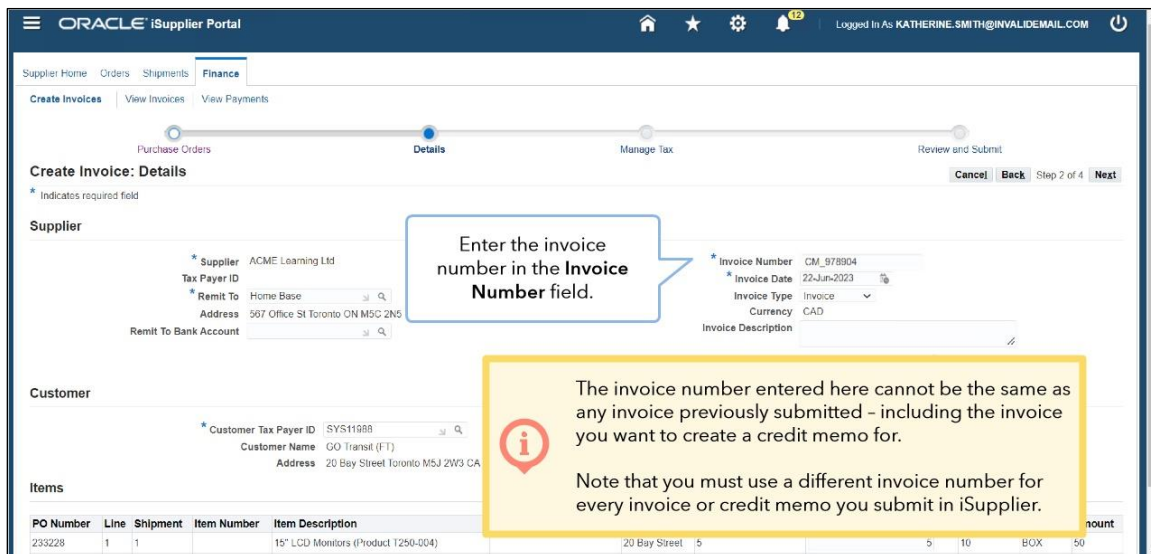 ORACLE iSupplier Portal
12
Logged In As KATHERINE.SMITH@INVALIDEMAIL.COM
Supplier Home Orders Shipments Finance
Create Invoices View Invoices View Payments
Purchase Orders Details Manage Tax Review and Submit
Create Invoice: Details
Cancel Back Step 2 of 4 Next
* Indicates required field
Supplier
* Supplier ACME Learning Ltd
Tax Payer ID
* Remit To Home Base
Address 567 Office St Toronto ON M5C 2N5
Remit To Bank Account
Enter the invoice
number in the Invoice
Number field.
* Invoice Number CM_978904
* Invoice Date 22-Jun-2023
Invoice Type Invoice
Currency CAD
Invoice Description
Customer
* Customer Tax Payer ID SYS11988
Customer Name GO Transit (FT)
Address 20 Bay Street Toronto M5J 2W3 CA
The invoice number entered here cannot be the same as
any invoice previously submitted – including the invoice
you want to create a credit memo for.
Note that you must use a different invoice number for
every invoice or credit memo you submit in iSupplier.
Items
PO Number Line Shipment Item Number Item Description
233228 1 1 15" LCD Monitors (Product T250-004) 20 Bay Street 5 5 10 BOX 50